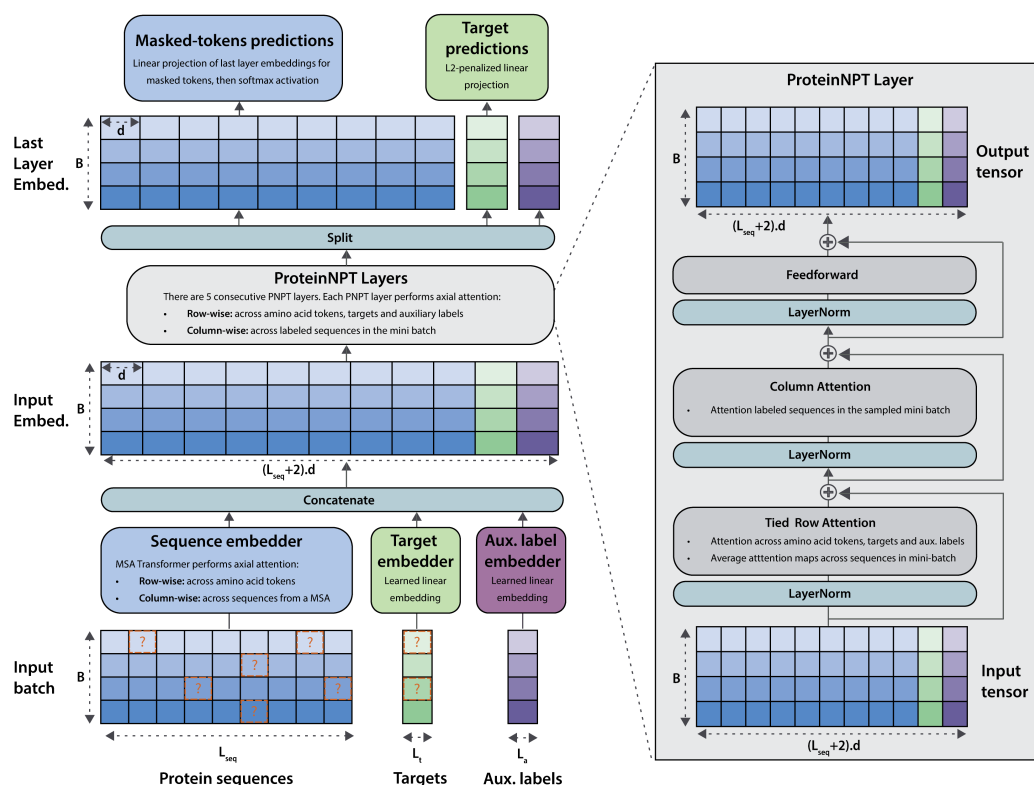 Masked-tokens predictions
Linear projection of last layer embeddings for
masked tokens, then softmax activation
Target
predictions
L2-penalized linear
projection
Last
Layer
Embed.
B
d
Split
ProteinNPT Layers
There are 5 consecutive PNPT layers. Each PNPT layer performs axial attention:
• Row-wise: across amino acid tokens, targets and auxiliary labels
• Column-wise: across labeled sequences in the mini batch
Input
Embed.
B
d
(Lseq+2).d
Concatenate
Sequence embedder
MSA Transformer performs axial attention:
• Row-wise: across amino acid tokens
• Column-wise: across sequences from a MSA
Target
embedder
Learned linear
embedding
Aux. label
embedder
Learned linear
embedding
Input
batch
B
? ? ?
?
? ? ?
?
Lseq
Lt
La
Protein sequences
Targets
Aux. labels
ProteinNPT Layer
B
Output
tensor
(Lseq+2).d
+
Feedforward
LayerNorm
+
Column Attention
• Attention labeled sequences in the sampled mini batch
LayerNorm
+
Tied Row Attention
• Attention across amino acid tokens, targets and aux. labels
• Average atttention maps across sequences in mini-batch
LayerNorm
B
Input
tensor
(Lseq+2).d